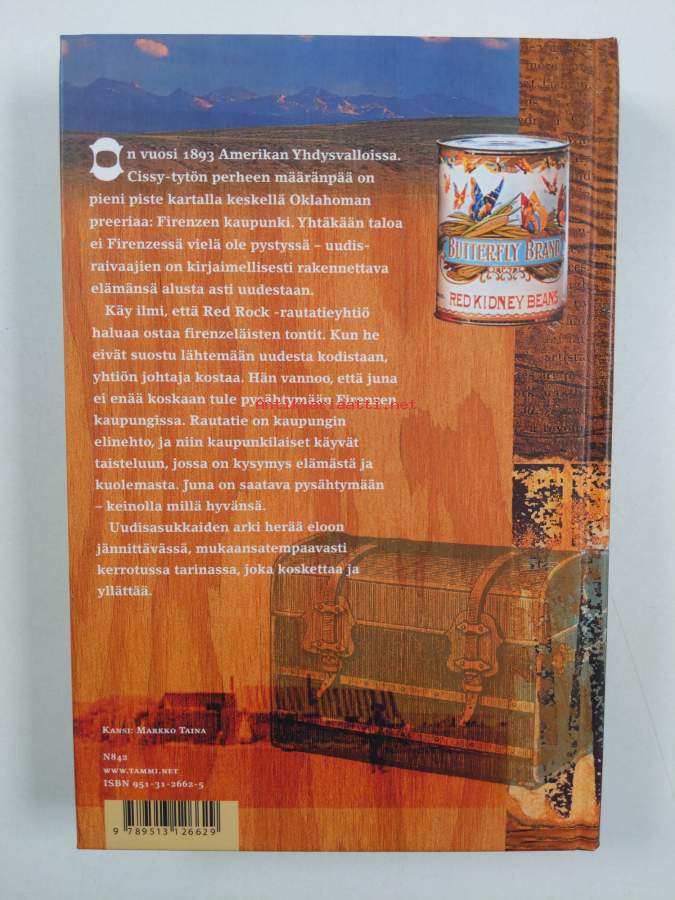 On vuosi 1893 Amerikan Yhdysvalloissa.
Cissy-tytön perheen määränpää on
pieni piste kartalla keskellä Oklahoman
preeriaa: Firenzen kaupunki. Yhtäkään taloa
ei Firenzessä vielä ole pystyssä – uudis-
raivaajien on kirjaimellisesti rakennettava
elämänsä alusta asti uudestaan.
Käy ilmi, että Red Rock -rautatieyhtiö
haluaa ostaa firenzeläisten tontit. Kun he
eivät suostu lähtemään uudesta kodistaan,
yhtiön johtaja kostaa. Hän vannoo, että juna
ei enää koskaan tule pysähtymään Firenzen
kaupungissa. Rautatie on kaupungin
elinehto, ja niin kaupunkilaiset käyvät
taisteluun, jossa on kysymys elämästä ja
kuolemasta. Juna on saatava pysähtymään
– keinolla millä hyvänsä.
Uudisasukkaiden arki herää eloon
jännittävässä, mukaansatempaavasti
kerrotussa tarinassa, joka koskettaa ja
yllättää.
BUTTERFLY BRAND
RED KIDNEY BEANS
Antikvariaatti.net
Kansi: Markko Taina
N842
www.tammi.net
ISBN 951-31-2662-5
9 789513 126629